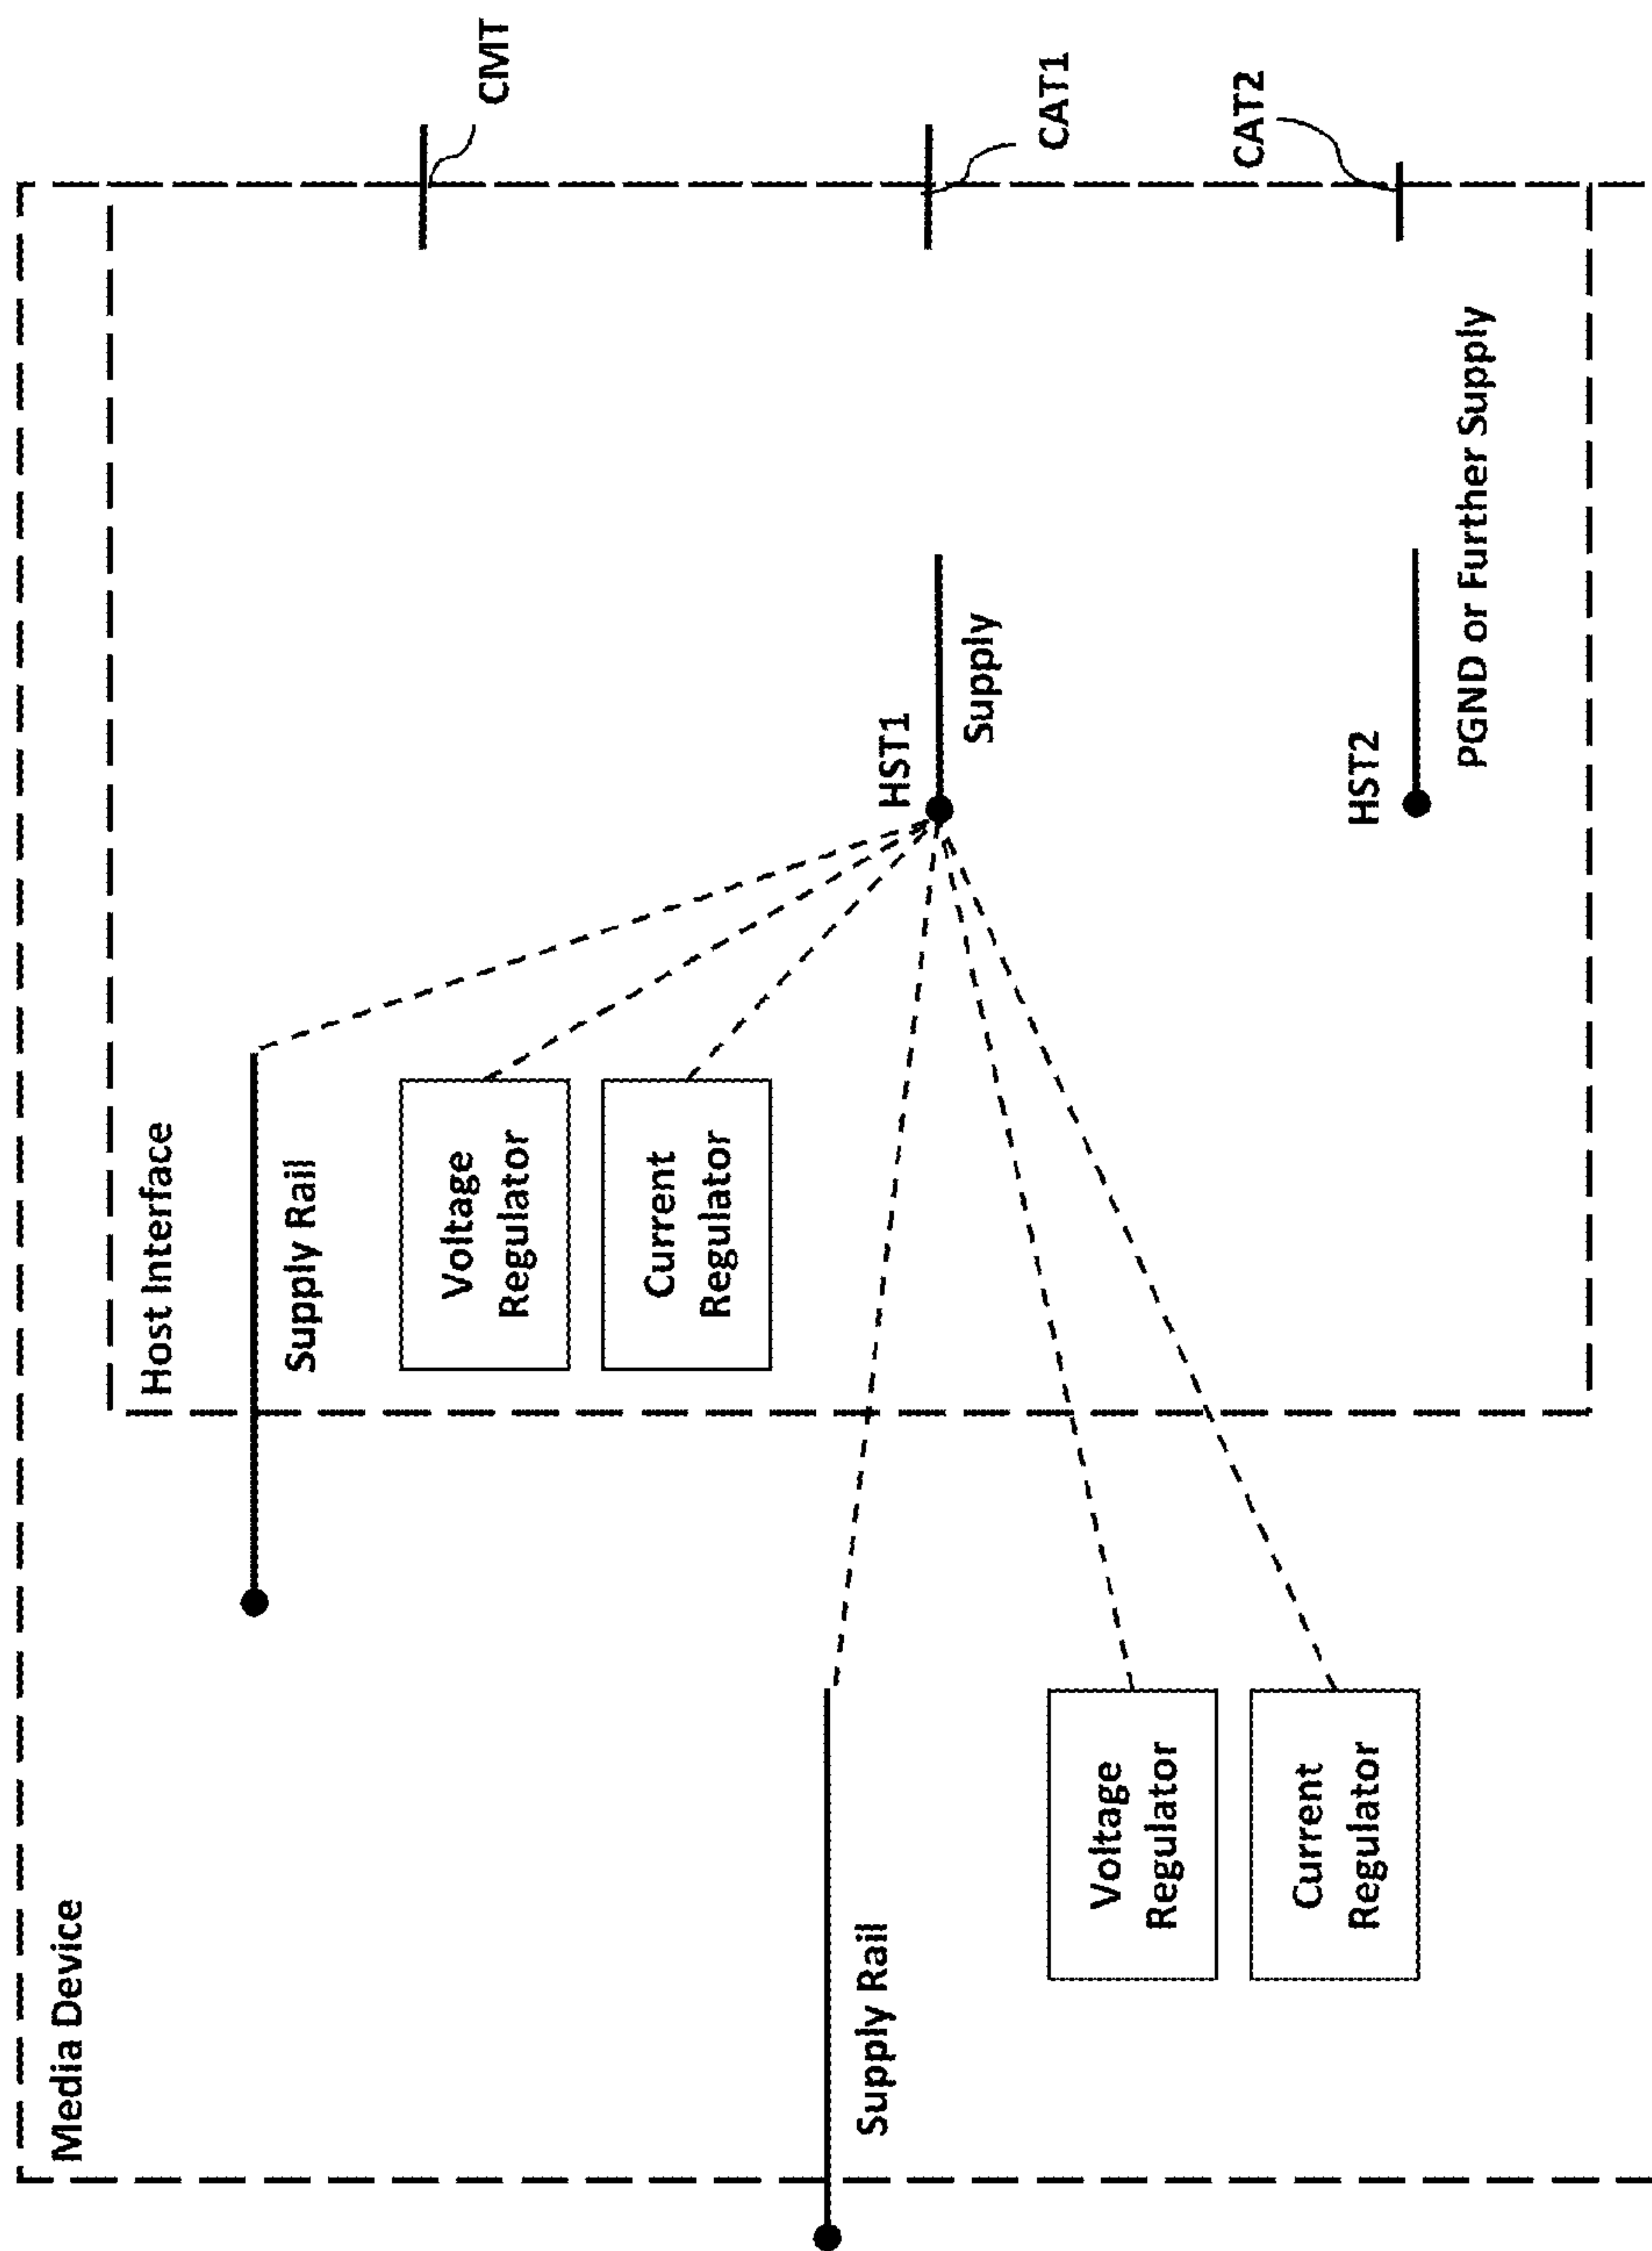 Media Device
Host Interface
Supply Rail
Voltage
Regulator
Current
Regulator
CMT
HST1
Supply
CAT1
Supply Rail
Voltage
Regulator
Current
Regulator
CAT2
HST2
PGND or Further Supply